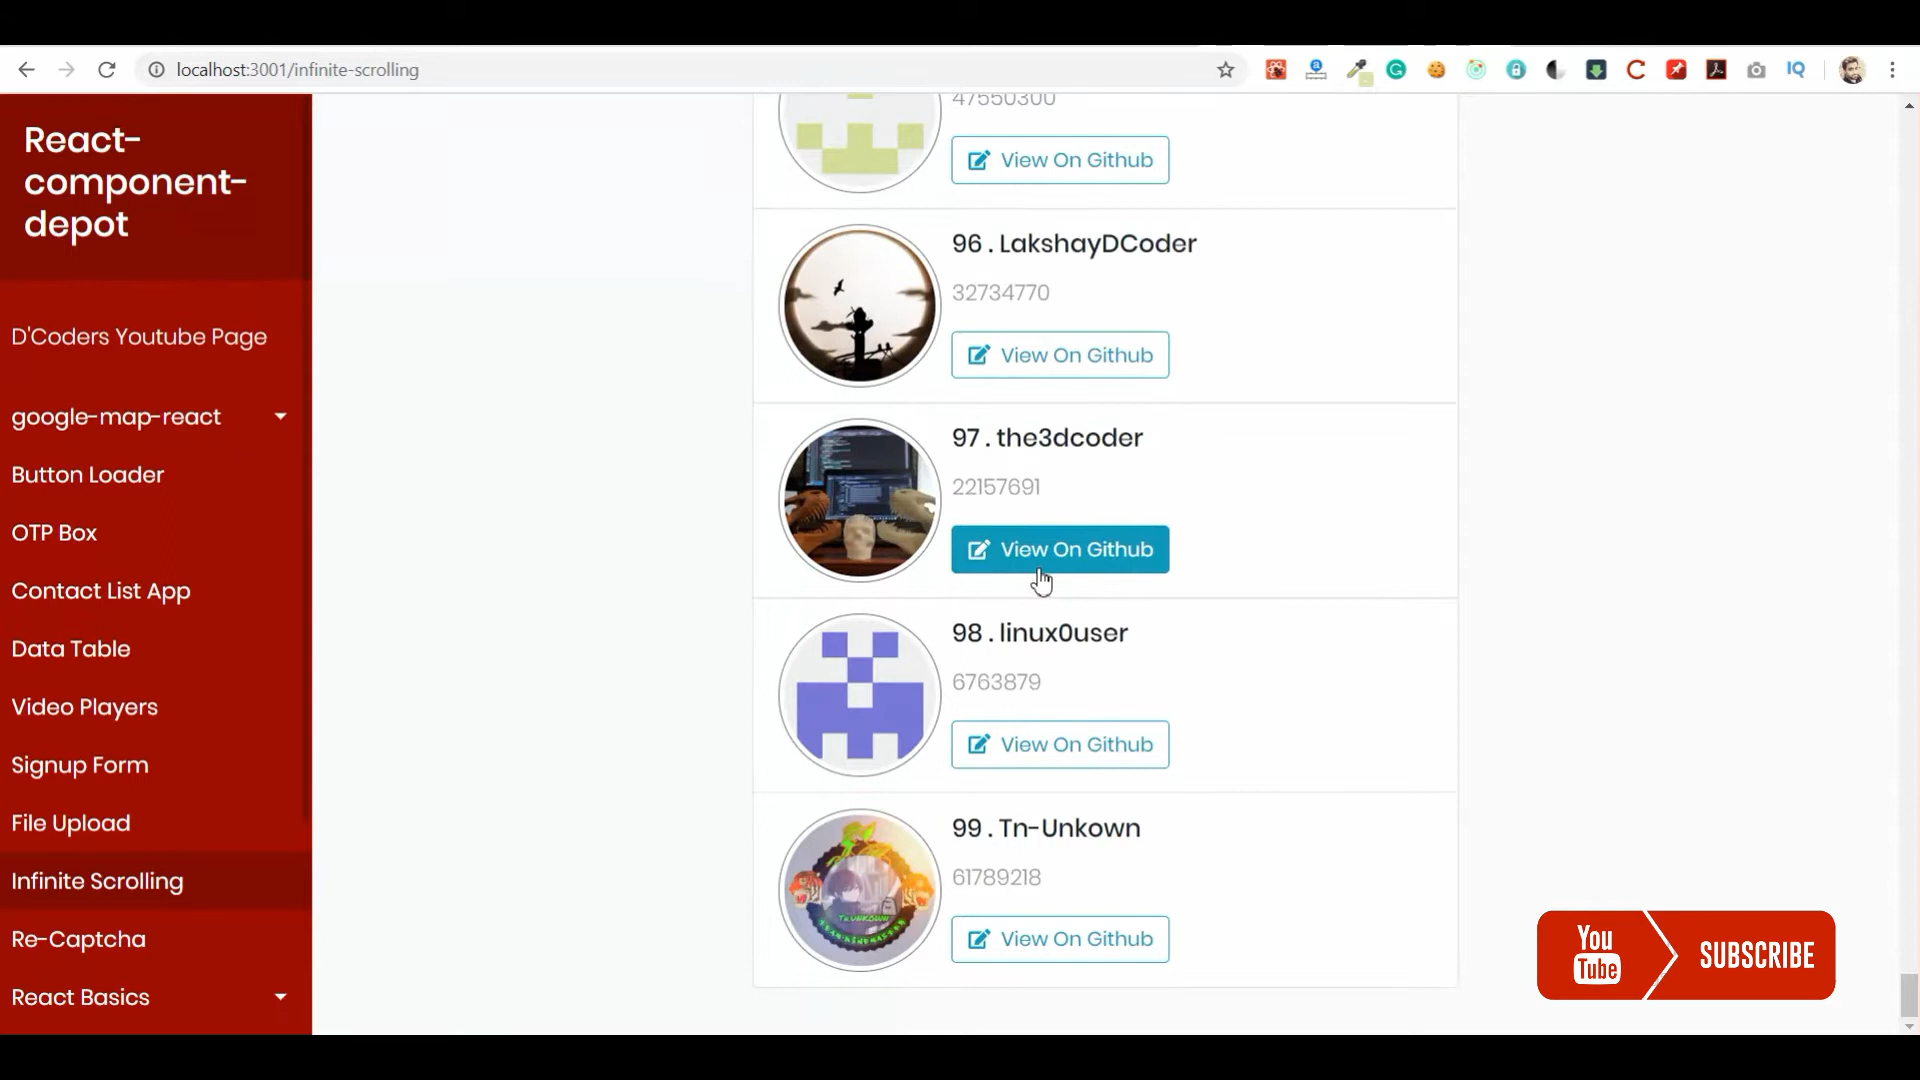 localhost:3001/infinite-scrolling
React-
component-
depot
D'Coders Youtube Page
google-map-react
Button Loader
OTP Box
Contact List App
Data Table
Video Players
Signup Form
File Upload
Infinite Scrolling
Re-Captcha
React Basics
47550300
View On Github
96 . LakshayDCoder
32734770
View On Github
97 . the3dcoder
22157691
View On Github
98 . linux0user
6763879
View On Github
99 . Tn-Unkown
61789218
View On Github
You
Tube
SUBSCRIBE